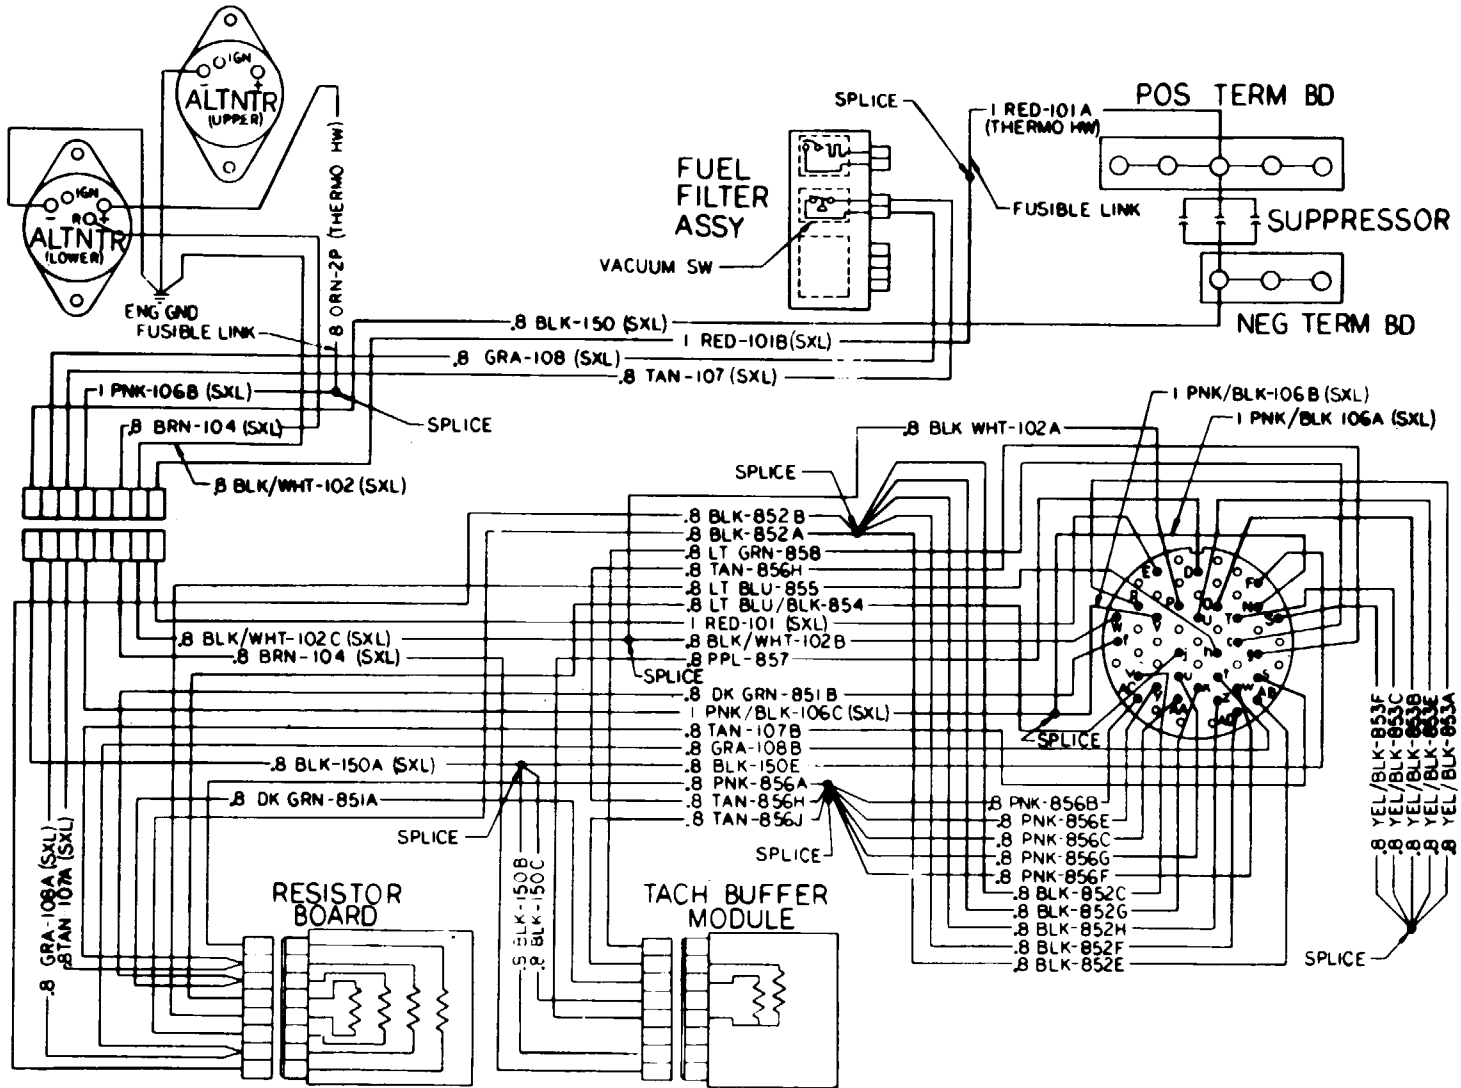 IGN
ALTNTR
(UPPER)
IGN
R
ALTNTR
(LOWER)
ENG GND
FUSIBLE LINK
.8 ORN-2P (THERMO HW)
SPLICE
1 RED-101A
(THERMO HW)
POS TERM BD
FUEL
FILTER
ASSY
FUSIBLE LINK
SUPPRESSOR
VACUUM SW
NEG TERM BD
.8 BLK-150 (SXL)
1 RED-101B(SXL)
.8 GRA-108 (SXL)
.8 TAN-107 (SXL)
1 PNK-106B (SXL)
.8 BRN-104 (SXL)
SPLICE
.8 BLK/WHT-102 (SXL)
1 PNK/BLK-106B (SXL)
1 PNK/BLK 106A (SXL)
.8 BLK WHT-102A
SPLICE
.8 BLK-852B
.8 BLK-852A
.8 LT GRN-858
.8 TAN-856H
.8 LT BLU-855
.8 LT BLU/BLK-854
1 RED-101 (SXL)
.8 BLK/WHT-102C (SXL)
.8 BLK/WHT-102B
.8 BRN-104 (SXL)
.8 PPL-857
SPLICE
.8 DK GRN-851B
1 PNK/BLK-106C (SXL)
SPLICE
.8 TAN-107B
.8 GRA-108B
.8 BLK-150A (SXL)
.8 BLK-150E
.8 PNK-856A
.8 DK GRN-851A
.8 TAN-856H
.8 TAN-856J
SPLICE
SPLICE
.8 PNK-856B
.8 PNK-856E
.8 PNK-856C
.8 PNK-856G
.8 PNK-856F
.8 BLK-852C
.8 BLK-852G
.8 BLK-852H
.8 BLK-852F
.8 BLK-852E
.8 YEL/BLK-853F
.8 YEL/BLK-853C
.8 YEL/BLK-853B
.8 YEL/BLK-853E
.8 YEL/BLK-853A
SPLICE
.8 GRA-108A (SXL)
.8 TAN 107A (SXL)
RESISTOR
BOARD
.8 BLK-150B
.8 BLK-150C
TACH BUFFER
MODULE